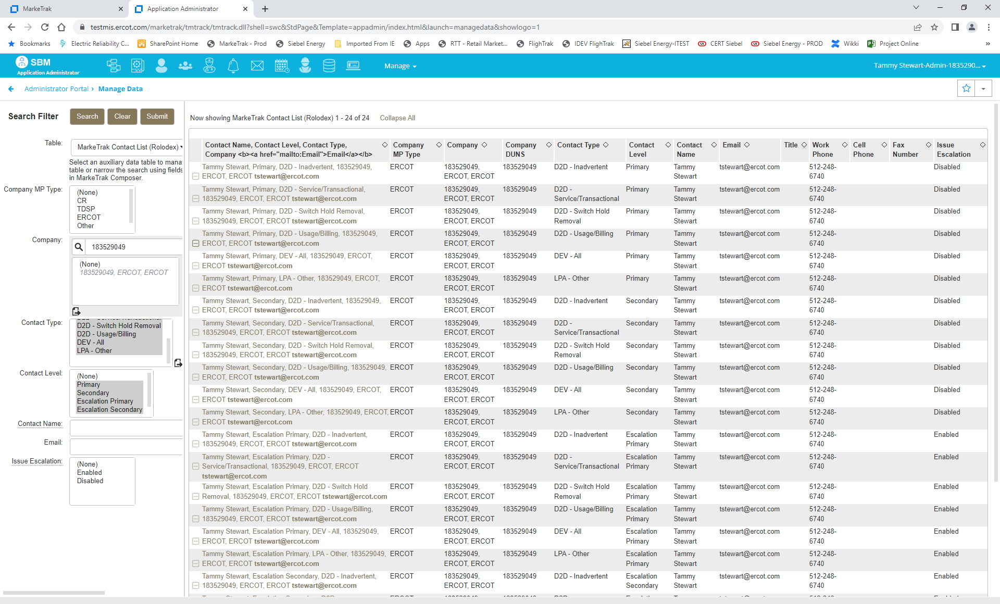 MarkeTrak
Application Administrator
testmis.ercot.com/marketrak/tmtrack/tmtrack.dll?shell=swc&StdPage&Template=appadmin/index.html&launch=managedata&showlogo=1
Bookmarks Electric Reliability C... SharePoint Home MarkeTrak - Prod Siebel Energy Imported From IE Apps RTT - Retail Market... FlighTrak IDEV FlighTrak Siebel Energy-ITEST CERT Siebel Siebel Energy - PROD Wikki Project Online »
SBM
Application Administrator
Manage
Tammy Stewart-Admin-1835290...
Administrator Portal › Manage Data
Search Filter Search Clear Submit
Table: MarkeTrak Contact List (Rolodex)
Select an auxiliary data table to mana
table or narrow the search using fields
in MarkeTrak Composer.
Company MP Type: (None)
CR
TDSP
ERCOT
Other
Company: 183529049
(None)
183529049, ERCOT, ERCOT
Contact Type:
D2D - Switch Hold Removal
D2D - Usage/Billing
DEV - All
LPA - Other
Contact Level: (None)
Primary
Secondary
Escalation Primary
Escalation Secondary
Contact Name:
Email:
Issue Escalation: (None)
Enabled
Disabled
Now showing MarkeTrak Contact List (Rolodex) 1 - 24 of 24 Collapse All
Contact Name, Contact Level, Contact Type, Company Company Company Contact Type Contact Contact Email Title Work Cell Fax Issue
Company <b><a href="mailto:Email">Email</a></b> MP Type DUNS Level Name Phone Phone Number Escalation
Tammy Stewart, Primary, D2D - Inadvertent, 183529049, ERCOT 183529049, 183529049 D2D - Inadvertent Primary Tammy tstewart@ercot.com 512-248- Disabled
ERCOT, ERCOT tstewart@ercot.com ERCOT, ERCOT Stewart 6740
Tammy Stewart, Primary, D2D - Service/Transactional, ERCOT 183529049, 183529049 D2D - Primary Tammy tstewart@ercot.com 512-248- Disabled
183529049, ERCOT, ERCOT tstewart@ercot.com ERCOT, ERCOT Service/Transactional Stewart 6740
Tammy Stewart, Primary, D2D - Switch Hold Removal, ERCOT 183529049, 183529049 D2D - Switch Hold Primary Tammy tstewart@ercot.com 512-248- Disabled
183529049, ERCOT, ERCOT tstewart@ercot.com ERCOT, ERCOT Removal Stewart 6740
Tammy Stewart, Primary, D2D - Usage/Billing, 183529049, ERCOT 183529049, 183529049 D2D - Usage/Billing Primary Tammy tstewart@ercot.com 512-248- Disabled
ERCOT, ERCOT tstewart@ercot.com ERCOT, ERCOT Stewart 6740
Tammy Stewart, Primary, DEV - All, 183529049, ERCOT, ERCOT 183529049, 183529049 DEV - All Primary Tammy tstewart@ercot.com 512-248- Disabled
ERCOT tstewart@ercot.com ERCOT, ERCOT Stewart 6740
Tammy Stewart, Primary, LPA - Other, 183529049, ERCOT, ERCOT 183529049, 183529049 LPA - Other Primary Tammy tstewart@ercot.com 512-248- Disabled
ERCOT tstewart@ercot.com ERCOT, ERCOT Stewart 6740
Tammy Stewart, Secondary, D2D - Inadvertent, 183529049, ERCOT 183529049, 183529049 D2D - Inadvertent Secondary Tammy tstewart@ercot.com 512-248- Disabled
ERCOT, ERCOT tstewart@ercot.com ERCOT, ERCOT Stewart 6740
Tammy Stewart, Secondary, D2D - Service/Transactional, ERCOT 183529049, 183529049 D2D - Secondary Tammy tstewart@ercot.com 512-248- Disabled
183529049, ERCOT, ERCOT tstewart@ercot.com ERCOT, ERCOT Service/Transactional Stewart 6740
Tammy Stewart, Secondary, D2D - Switch Hold Removal, ERCOT 183529049, 183529049 D2D - Switch Hold Secondary Tammy tstewart@ercot.com 512-248- Disabled
183529049, ERCOT, ERCOT tstewart@ercot.com ERCOT, ERCOT Removal Stewart 6740
Tammy Stewart, Secondary, D2D - Usage/Billing, 183529049, ERCOT 183529049, 183529049 D2D - Usage/Billing Secondary Tammy tstewart@ercot.com 512-248- Disabled
ERCOT, ERCOT tstewart@ercot.com ERCOT, ERCOT Stewart 6740
Tammy Stewart, Secondary, DEV - All, 183529049, ERCOT, ERCOT 183529049, 183529049 DEV - All Secondary Tammy tstewart@ercot.com 512-248- Disabled
ERCOT tstewart@ercot.com ERCOT, ERCOT Stewart 6740
Tammy Stewart, Secondary, LPA - Other, 183529049, ERCOT, ERCOT 183529049, 183529049 LPA - Other Secondary Tammy tstewart@ercot.com 512-248- Disabled
ERCOT tstewart@ercot.com ERCOT, ERCOT Stewart 6740
Tammy Stewart, Escalation Primary, D2D - Inadvertent, ERCOT 183529049, 183529049 D2D - Inadvertent Escalation Tammy tstewart@ercot.com 512-248- Enabled
183529049, ERCOT, ERCOT tstewart@ercot.com ERCOT, ERCOT Primary Stewart 6740
Tammy Stewart, Escalation Primary, D2D - ERCOT 183529049, 183529049 D2D - Escalation Tammy tstewart@ercot.com 512-248- Enabled
Service/Transactional, 183529049, ERCOT, ERCOT ERCOT, ERCOT Service/Transactional Primary Stewart 6740
tstewart@ercot.com
Tammy Stewart, Escalation Primary, D2D - Switch Hold ERCOT 183529049, 183529049 D2D - Switch Hold Escalation Tammy tstewart@ercot.com 512-248- Enabled
Removal, 183529049, ERCOT, ERCOT tstewart@ercot.com ERCOT, ERCOT Removal Primary Stewart 6740
Tammy Stewart, Escalation Primary, D2D - Usage/Billing, ERCOT 183529049, 183529049 D2D - Usage/Billing Escalation Tammy tstewart@ercot.com 512-248- Enabled
183529049, ERCOT, ERCOT tstewart@ercot.com ERCOT, ERCOT Primary Stewart 6740
Tammy Stewart, Escalation Primary, DEV - All, 183529049, ERCOT 183529049, 183529049 DEV - All Escalation Tammy tstewart@ercot.com 512-248- Enabled
ERCOT, ERCOT tstewart@ercot.com ERCOT, ERCOT Primary Stewart 6740
Tammy Stewart, Escalation Primary, LPA - Other, 183529049, ERCOT 183529049, 183529049 LPA - Other Escalation Tammy tstewart@ercot.com 512-248- Enabled
ERCOT, ERCOT tstewart@ercot.com ERCOT, ERCOT Primary Stewart 6740
Tammy Stewart, Escalation Secondary, D2D - Inadvertent, ERCOT 183529049, 183529049 D2D - Inadvertent Escalation Tammy tstewart@ercot.com 512-248- Enabled
183529049, ERCOT, ERCOT tstewart@ercot.com ERCOT, ERCOT Secondary Stewart 6740